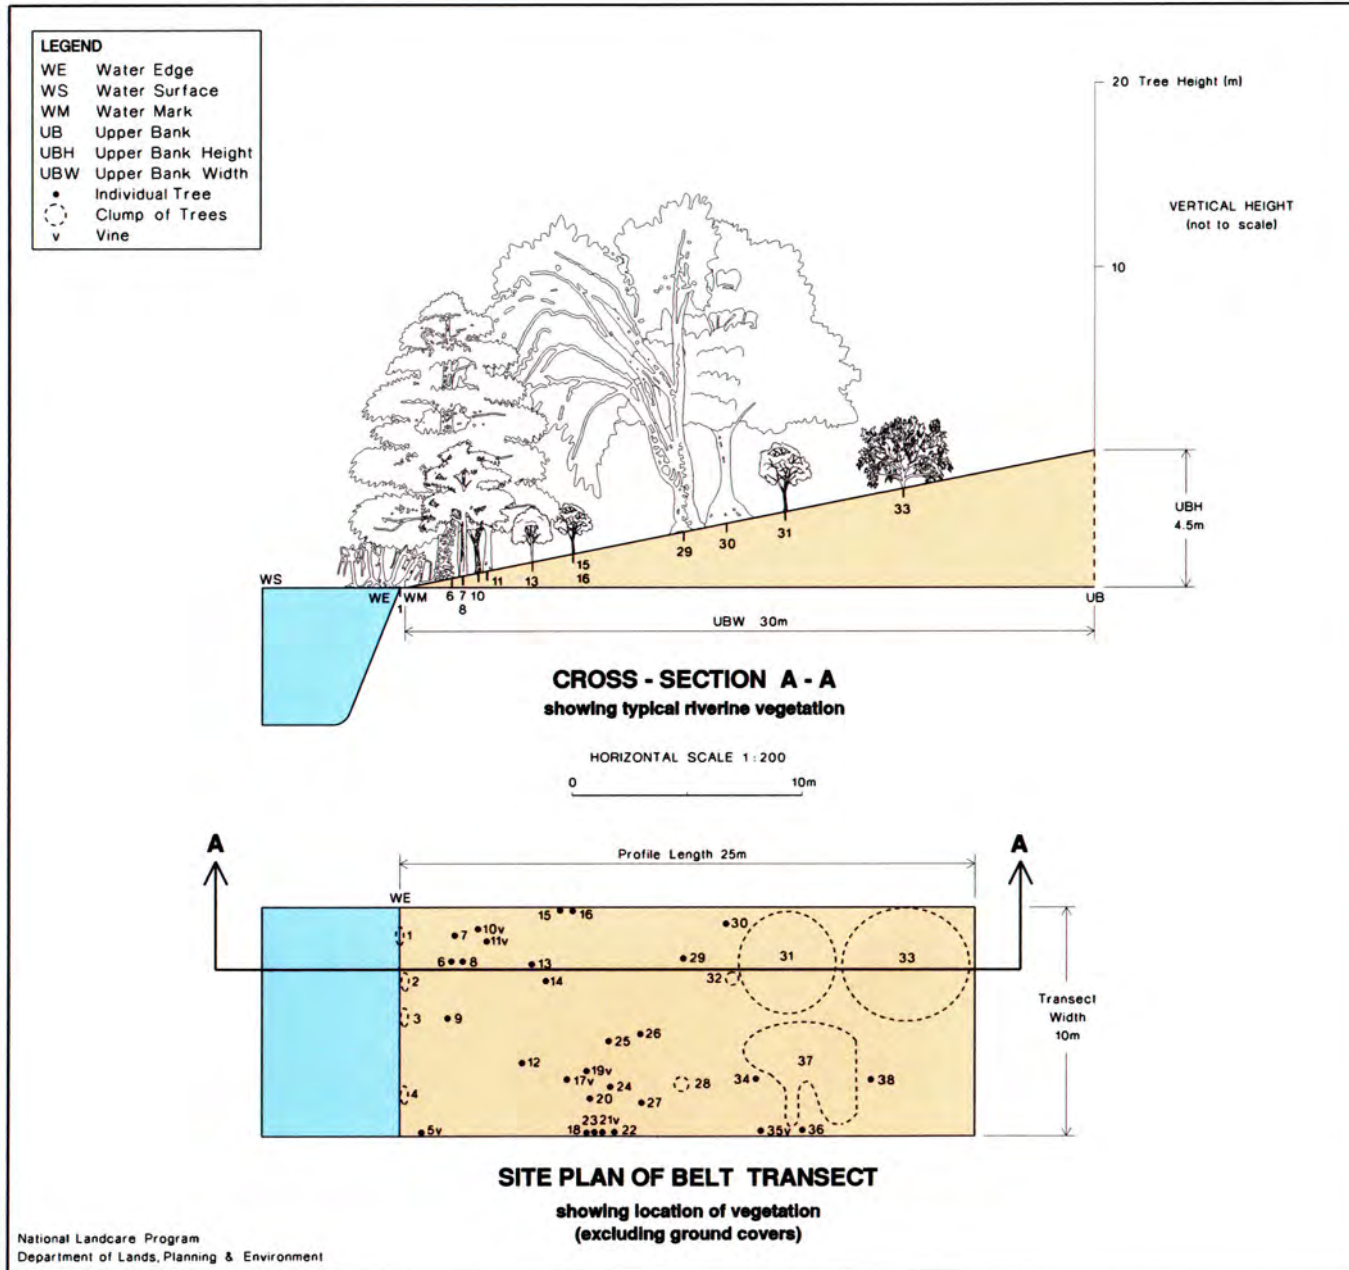 LEGEND
WE Water Edge
WS Water Surface
WM Water Mark
UB Upper Bank
UBH Upper Bank Height
UBW Upper Bank Width
Individual Tree
Clump of Trees
v Vine
20 Tree Height (m)
VERTICAL HEIGHT
(not to scale)
10
33
UBH
4.5m
31
30
29
15
16
13
11
10
7
8
6
WS
WE
WM
1
UB
UBW 30m
CROSS - SECTION A - A
showing typical riverine vegetation
HORIZONTAL SCALE 1:200
0 10m
A A
Profile Length 25m
WE
15 16
30
10v
1 7
11v
29 31 33
6 8 13
2 14 32
3 9
Transect
Width
10m
26
25
37
12 19v
17v 24 28 34 38
4 20 27
23 21v
5v 18 22 35v 36
SITE PLAN OF BELT TRANSECT
showing location of vegetation
(excluding ground covers)
National Landcare Program
Department of Lands, Planning & Environment